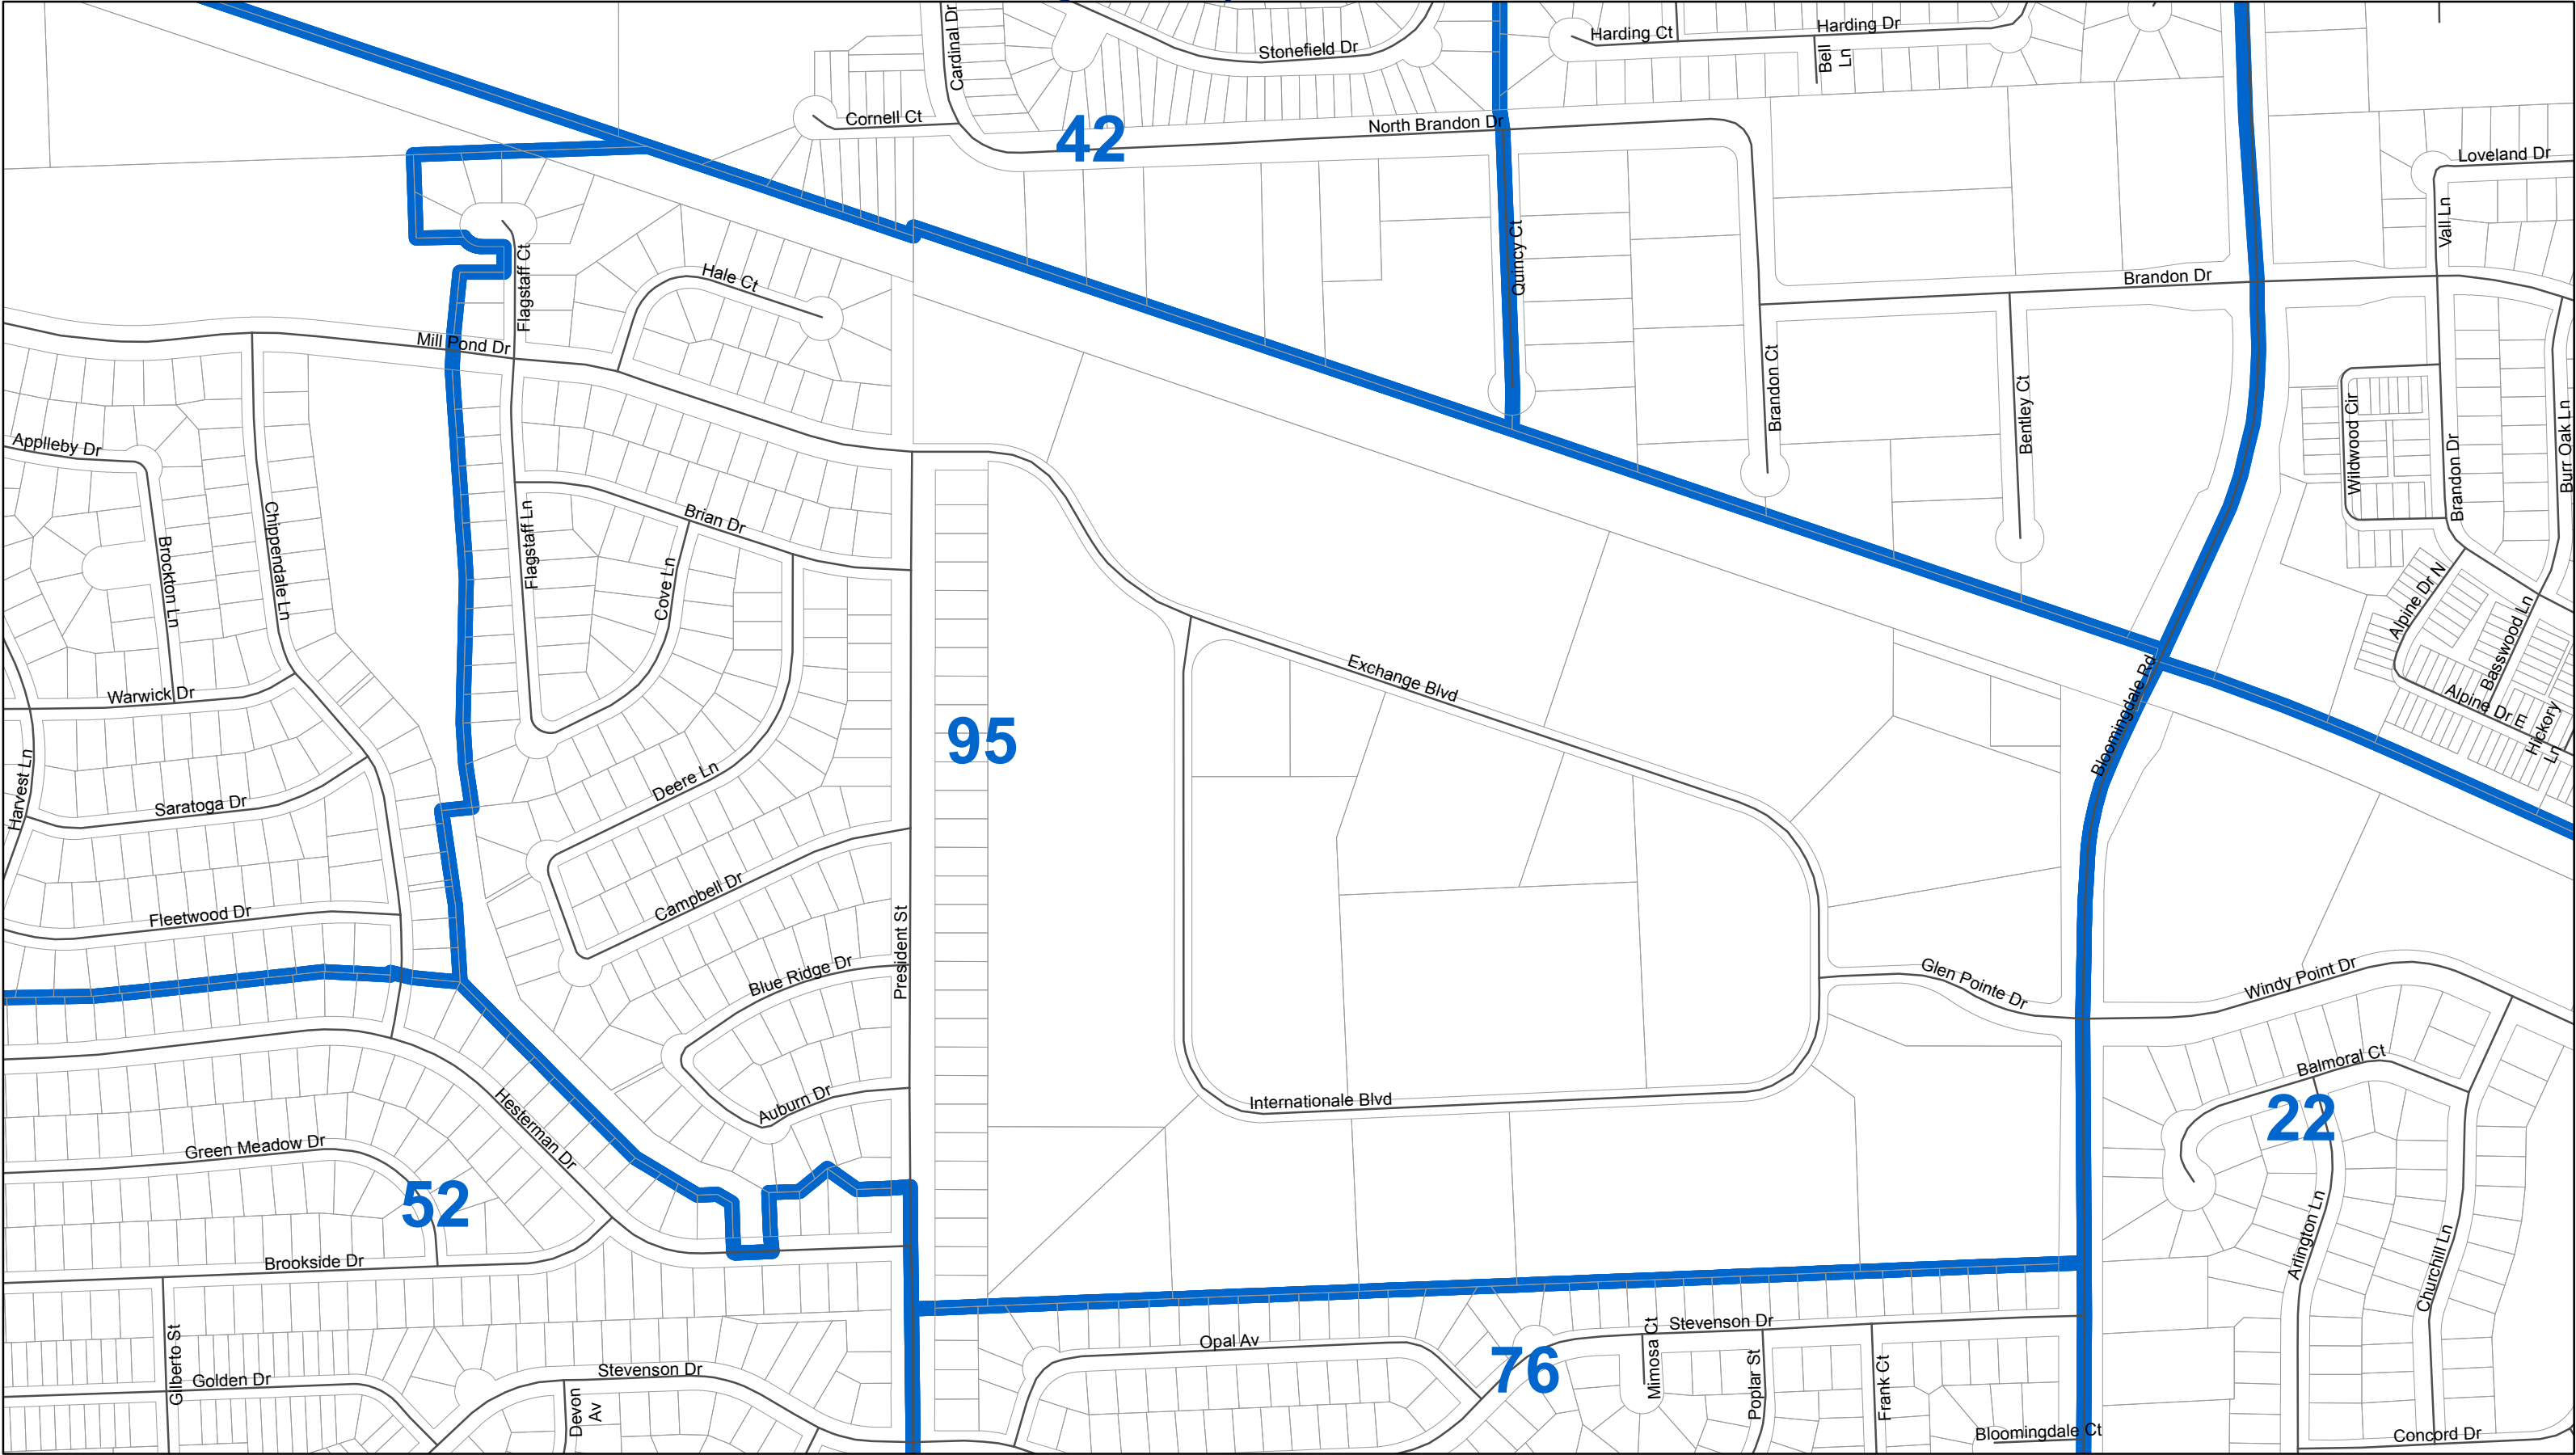 Cardinal Dr
Stonefield Dr
Harding Ct
Harding Dr
Bell
Ln
Cornell Ct
42
North Brandon Dr
Loveland Dr
Vall Ln
Quincy Ct
Flagstaff Ct
Hale Ct
Brandon Dr
Mill Pond Dr
Brandon Ct
Bentley Ct
Wildwood Cir
Brandon Dr
Burr Oak Ln
Applleby Dr
Chippendale Ln
Brockton Ln
Flagstaff Ln
Brian Dr
Cove Ln
Alpine Dr N
Basswood Ln
Alpine Dr E
Hickory
Ln
Exchange Blvd
Bloomingdale Rd
Warwick Dr
95
Harvest Ln
Saratoga Dr
Deere Ln
Campbell Dr
Fleetwood Dr
President St
Blue Ridge Dr
Glen Pointe Dr
Windy Point Dr
Balmoral Ct
22
Auburn Dr
Internationale Blvd
Hesterman Dr
Green Meadow Dr
52
Arlington Ln
Churchill Ln
Brookside Dr
Gilberto St
Golden Dr
Stevenson Dr
Devon
Av
Opal Av
76
Mimosa Ct
Stevenson Dr
Poplar St
Frank Ct
Bloomingdale Ct
Concord Dr